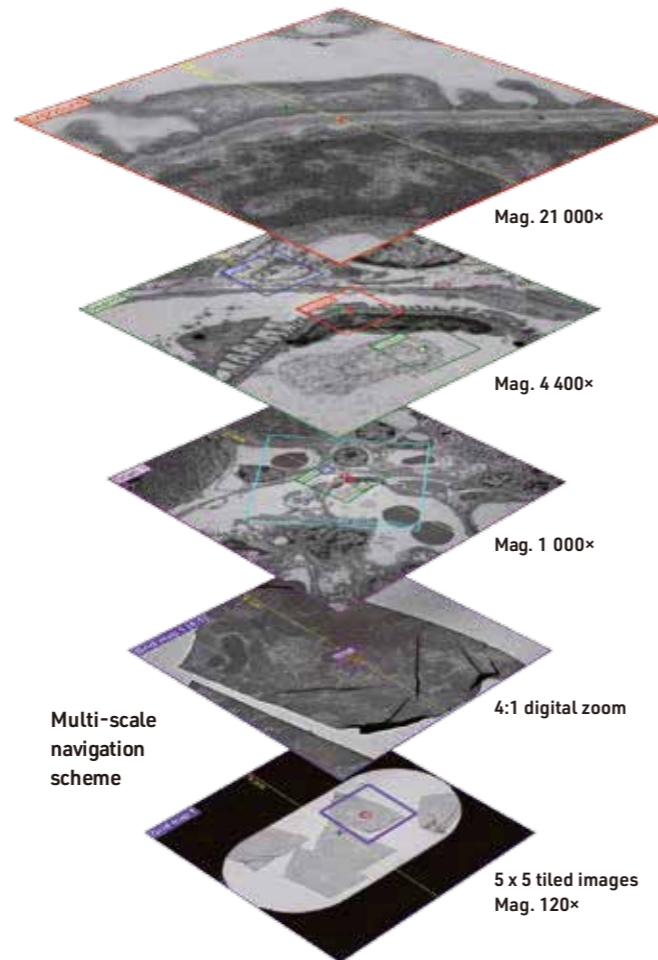 Mag. 21 000×
Mag. 4 400×
Mag. 1 000×
4:1 digital zoom
Multi-scale
navigation
scheme
5 x 5 tiled images
Mag. 120×